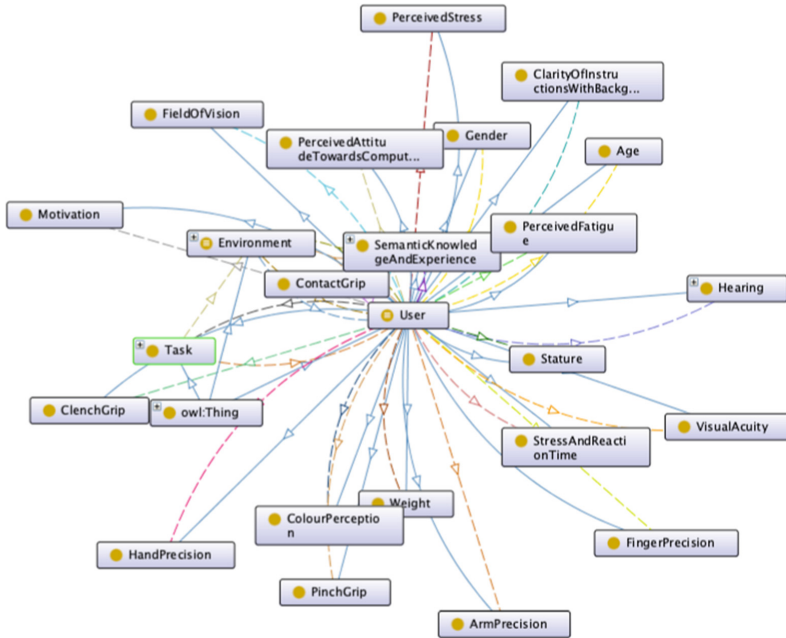 PerceivedStress
ClarityOfInstru
ctionsWithBackg...
FieldOfVision
Gender
PerceivedAttitu
deTowardsComput...
Age
Motivation
PerceivedFatigu
e
Environment
SemanticKnowled
geAndExperience
ContactGrip
Hearing
User
Task
Stature
ClenchGrip
owl:Thing
VisualAcuity
StressAndReacti
onTime
Weight
ColourPerceptio
n
FingerPrecision
HandPrecision
PinchGrip
ArmPrecision